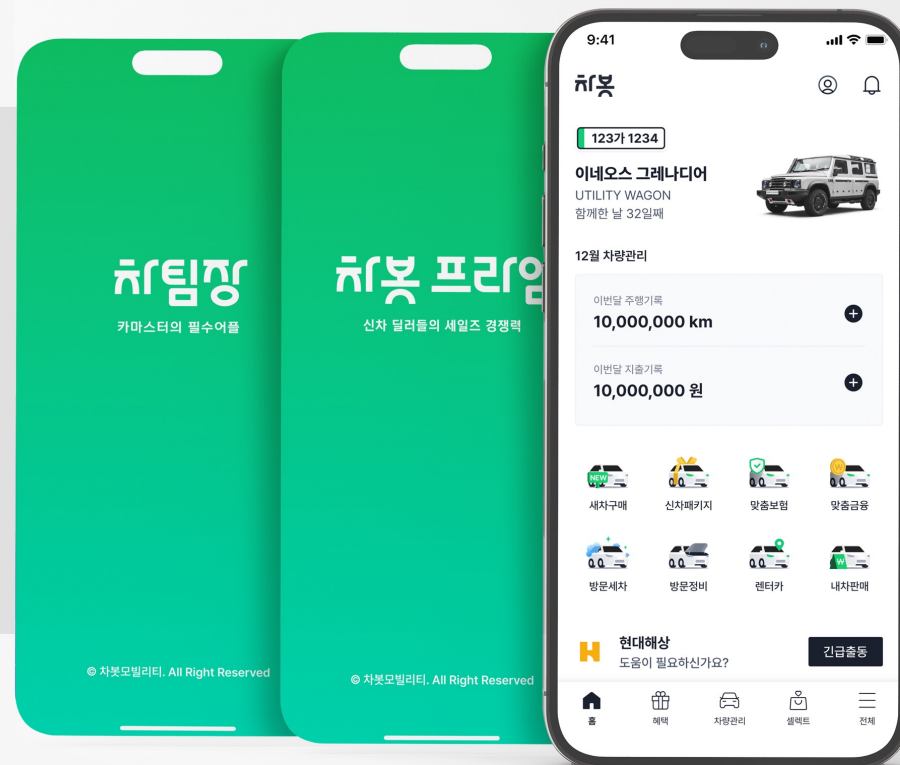 차팀장
카마스터의 필수어플
© 차봇모빌리티. All Right Reserved
차봇 프라임
신차 딜러들의 세일즈 경쟁력
© 차봇모빌리티. All Right Reserved
9:41
차봇
123가 1234
이네오스 그레나디어
UTILITY WAGON
함께한 날 32일째
12월 차량관리
이번달 주행기록
10,000,000 km
이번달 지출기록
10,000,000 원
NEW
새차구매 신차패키지 맞춤보험 맞춤금융
방문세차 방문정비 렌터카 내차판매
현대해상
도움이 필요하신가요?
긴급출동
홈 혜택 차량관리 셀렉트 전체